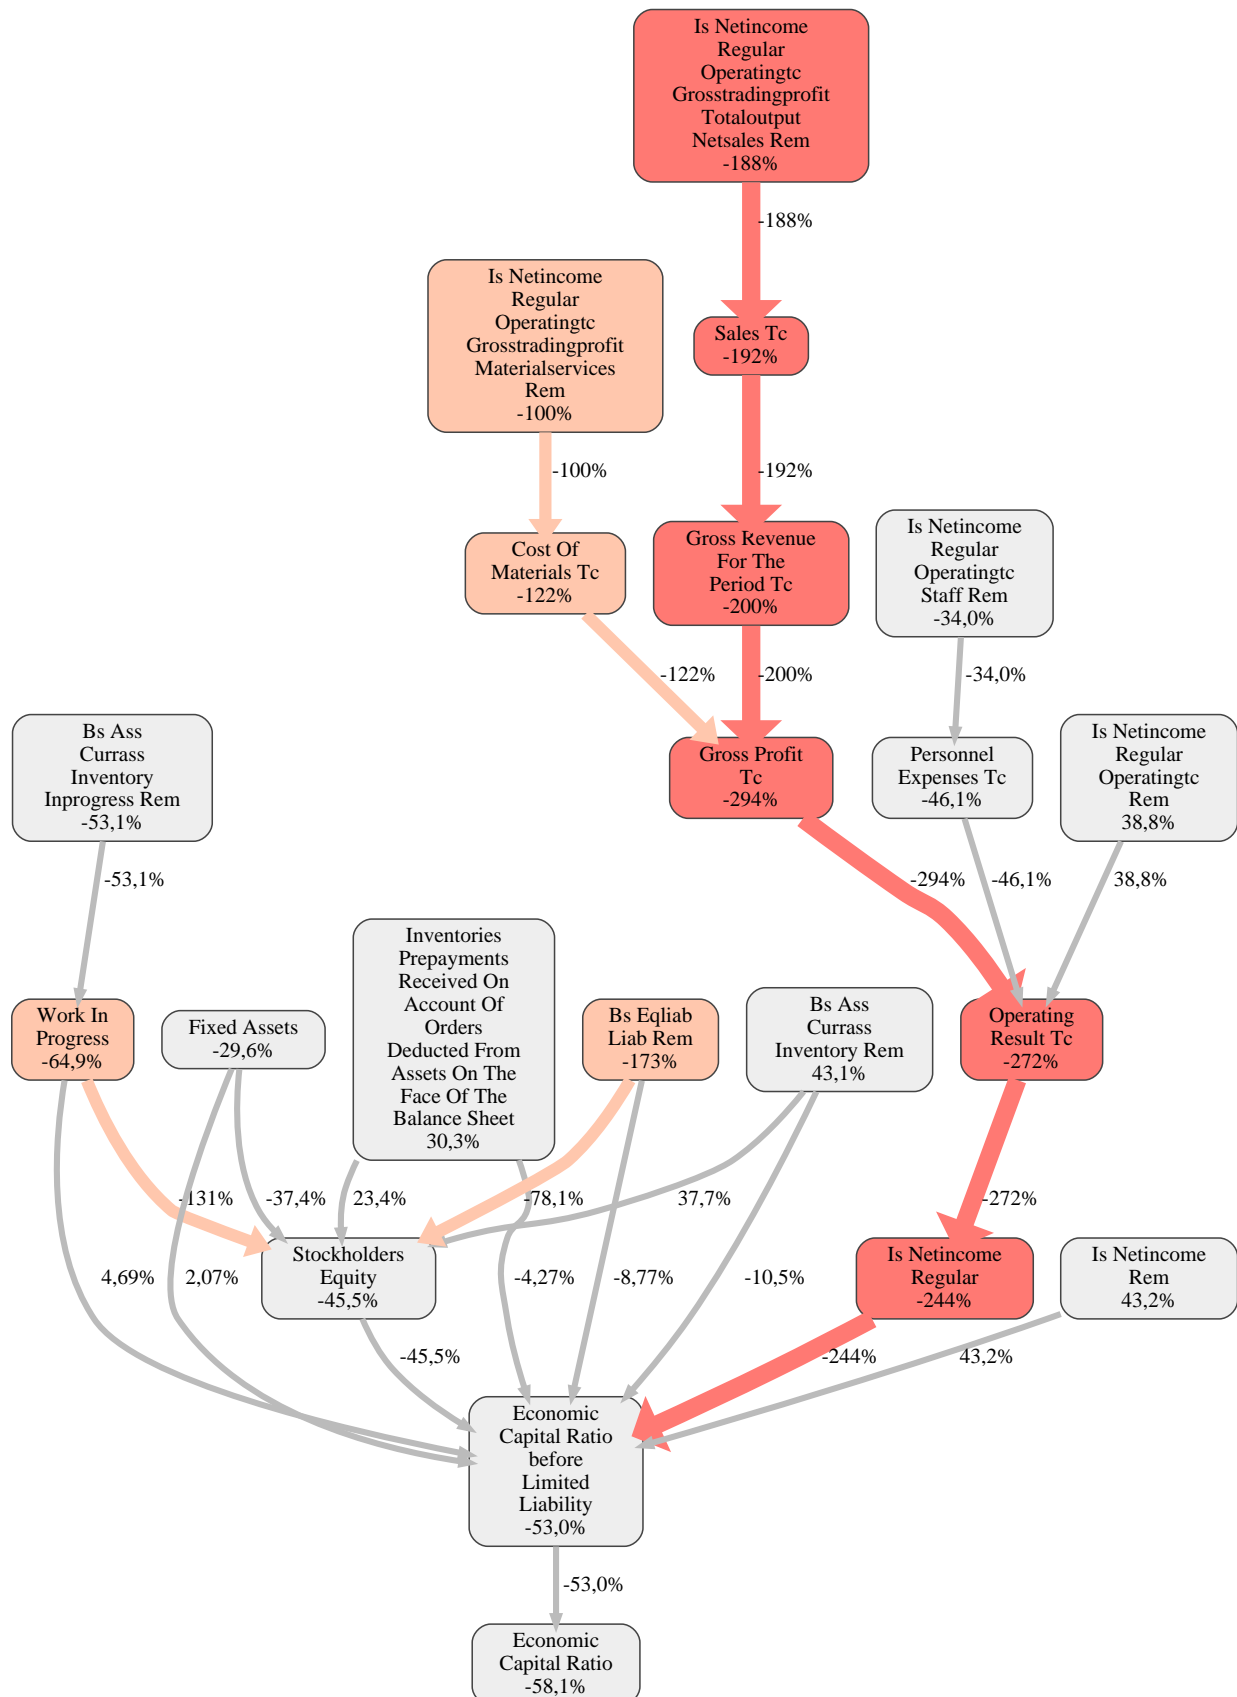 Is Netincome
Regular
Operatingtc
Grosstradingprofit
Totaloutput
Netsales Rem
-188%
-188%
Is Netincome
Regular
Operatingtc
Grosstradingprofit
Materialservices
Rem
-100%
Sales Tc
-192%
-100%
-192%
Cost Of
Materials Tc
-122%
Gross Revenue
For The
Period Tc
-200%
Is Netincome
Regular
Operatingtc
Staff Rem
-34,0%
-122%
-200%
-34,0%
Bs Ass
Currass
Inventory
Inprogress Rem
-53,1%
Gross Profit
Tc
-294%
Personnel
Expenses Tc
-46,1%
Is Netincome
Regular
Operatingtc
Rem
38,8%
-53,1%
-294%
-46,1%
38,8%
Work In
Progress
-64,9%
Fixed Assets
-29,6%
Inventories
Prepayments
Received On
Account Of
Orders
Deducted From
Assets On The
Face Of The
Balance Sheet
30,3%
Bs Eqliab
Liab Rem
-173%
Bs Ass
Currass
Inventory Rem
43,1%
Operating
Result Tc
-272%
-131%
-37,4%
23,4%
-78,1%
37,7%
-272%
4,69%
2,07%
Stockholders
Equity
-45,5%
-4,27%
-8,77%
-10,5%
Is Netincome
Regular
-244%
Is Netincome
Rem
43,2%
-45,5%
-244%
43,2%
Economic
Capital Ratio
before
Limited
Liability
-53,0%
-53,0%
Economic
Capital Ratio
-58,1%